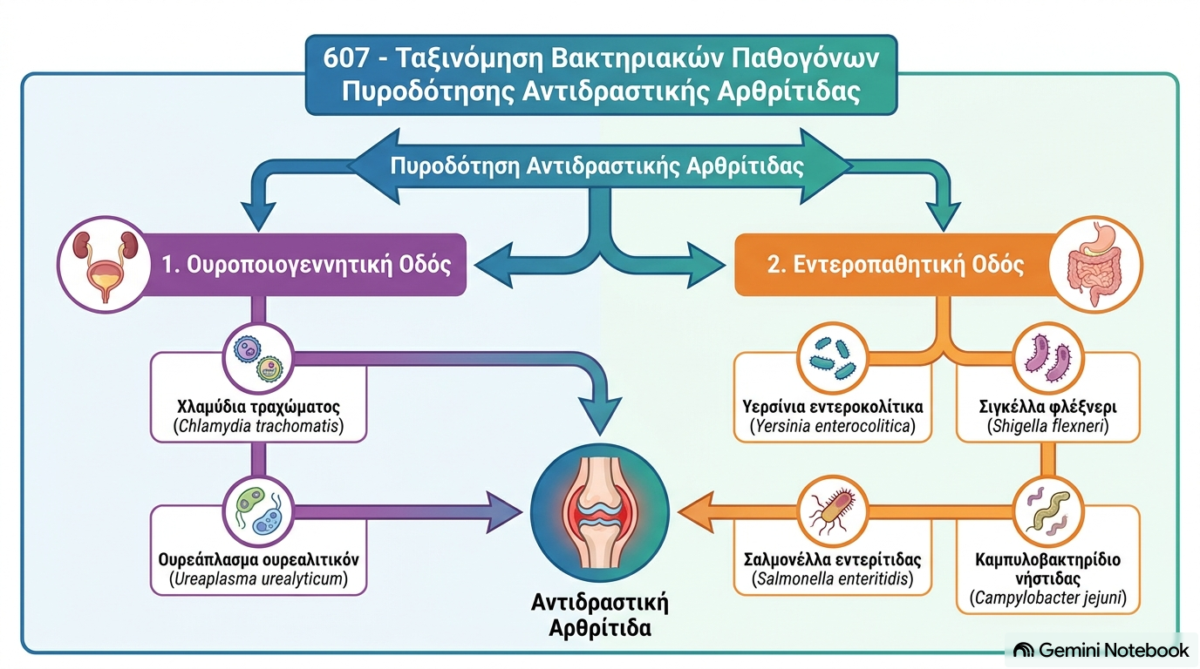 607 - Ταξινόμηση Βακτηριακών Παθογόνων
Πυροδότησης Αντιδραστικής Αρθρίτιδας
Πυροδότηση Αντιδραστικής Αρθρίτιδας
1. Ουροποιογεννητική Οδός
Χλαμύδια τραχώματος
(Chlamydia trachomatis)
Ουρεάπλασμα ουρεαλιτικόν
(Ureaplasma urealyticum)
2. Εντεροπαθητική Οδός
Υερσίνια εντεροκολίτικα
(Yersinia enterocolitica)
Σιγκέλλα φλέξνερι
(Shigella flexneri)
Σαλμονέλλα εντερίτιδας
(Salmonella enteritidis)
Καμπυλοβακτηρίδιο
νήστιδας
(Campylobacter jejuni)
Αντιδραστική
Αρθρίτιδα
Gemini Notebook